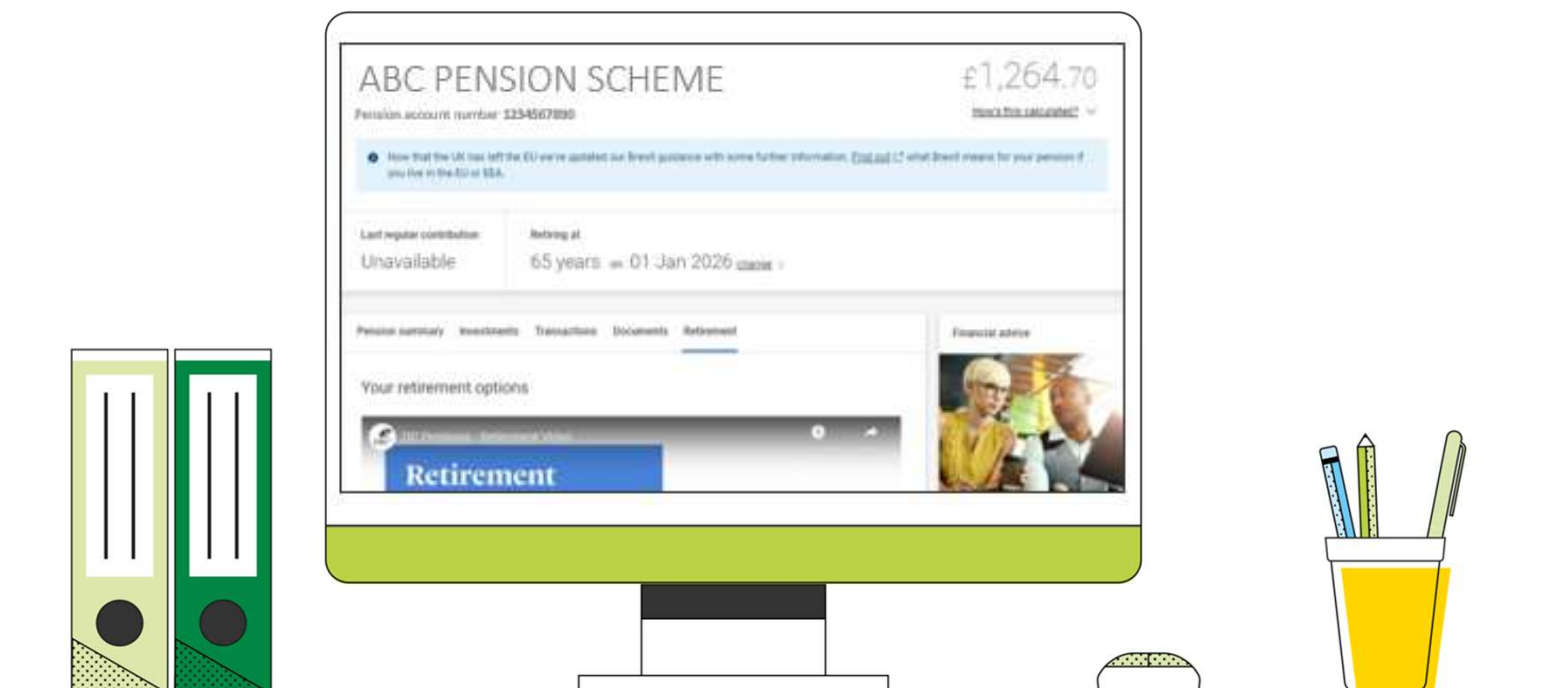 ABC PENSION SCHEME
£1,264.70
Pension account number 1234567890
How's this calculated?
Now that the UK has left the EU we've updated our Brexit guidance with some further information. Find out what Brexit means for your pension if
you live in the EU or EEA.
Last regular contribution
Retiring at
Unavailable
65 years on 01 Jan 2026 change
Pension summary Investments Transactions Documents Retirement
Financial advice
Your retirement options
Retirement